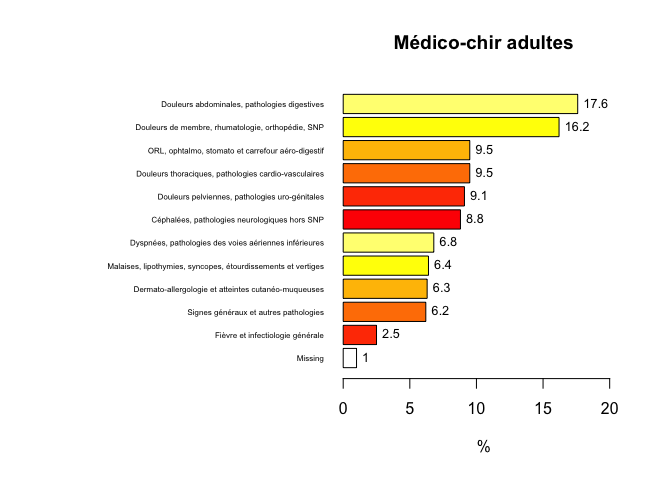 Médico-chir adultes
Douleurs abdominales, pathologies digestives 17.6
Douleurs de membre, rhumatologie, orthopédie, SNP 16.2
ORL, ophtalmo, stomato et carrefour aéro-digestif 9.5
Douleurs thoraciques, pathologies cardio-vasculaires 9.5
Douleurs pelviennes, pathologies uro-génitales 9.1
Céphalées, pathologies neurologiques hors SNP 8.8
Dyspnées, pathologies des voies aériennes inférieures 6.8
Malaises, lipothymies, syncopes, étourdissements et vertiges 6.4
Dermato-allergologie et atteintes cutanéo-muqueuses 6.3
Signes généraux et autres pathologies 6.2
Fièvre et infectiologie générale 2.5
Missing 1
0 5 10 15 20
%